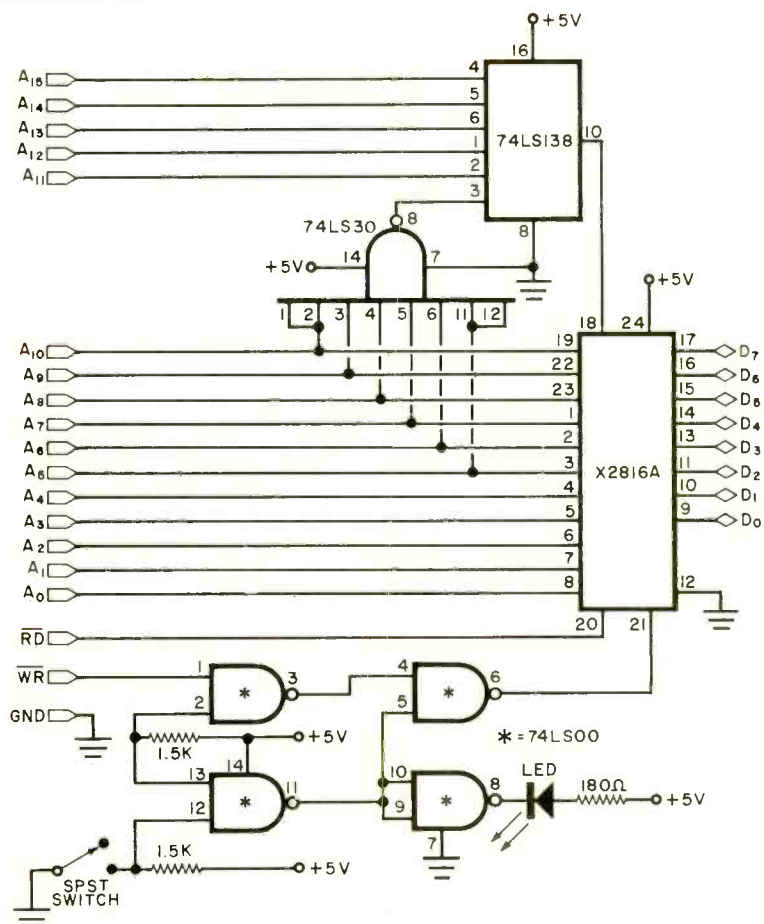 +5V
16
A15 4
A14 5
A13 6
A12 1
A11 2
3
74LS138
10
8
74LS30
8
+5V 14
7
1 2 3 4 5 6 11 12
+5V
18 24
A10 19
A9 22
A8 23
A7 1
A6 2
A5 3
A4 4
A3 5
A2 6
A1 7
A0 8
X2816A
17 D7
16 D6
15 D5
14 D4
13 D3
11 D2
10 D1
9 D0
12
20 21
RD
WR
GND
1
2
*
3
4
5
*
6
* = 74LS00
1.5K
+5V
14
13
12
*
11
10
9
*
8
7
LED
180Ω
+5V
1.5K
+5V
SPST
SWITCH